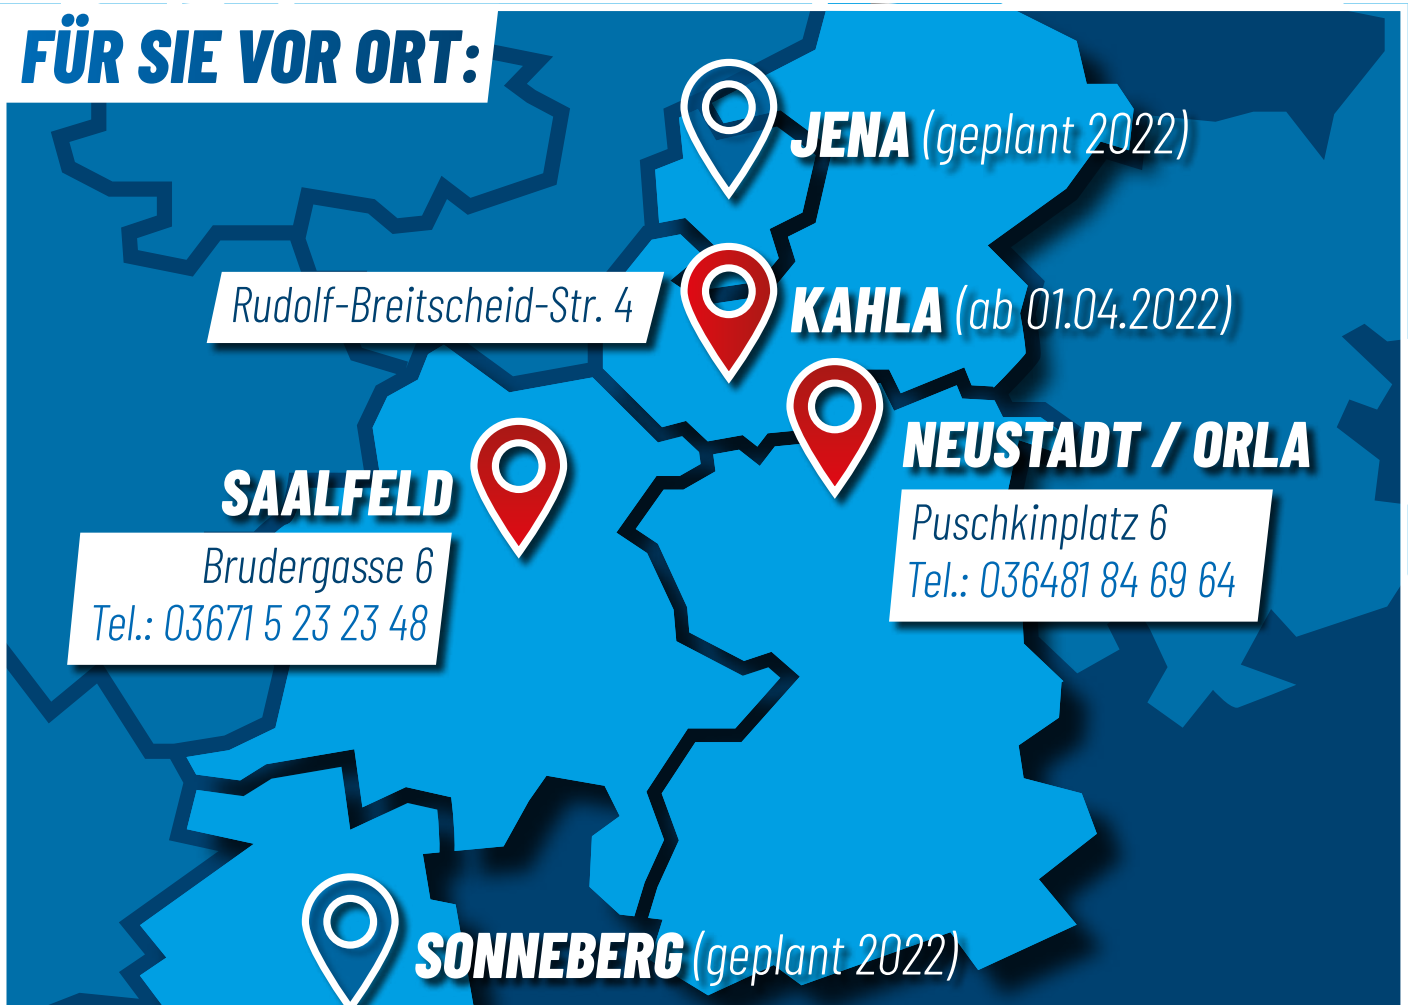 FÜR SIE VOR ORT:
JENA (geplant 2022)
Rudolf-Breitscheid-Str. 4
KAHLA (ab 01.04.2022)
NEUSTADT / ORLA
Puschkinplatz 6
Tel.: 036481 84 69 64
SAALFELD
Brudergasse 6
Tel.: 03671 5 23 23 48
SONNEBERG (geplant 2022)